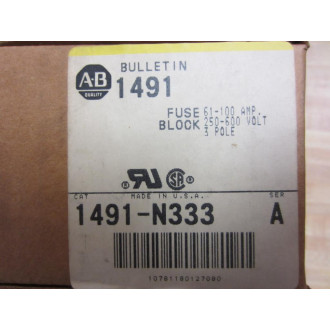 A-B
QUALITY
BULLETIN
1491
FUSE BLOCK
61-100 AMP.
250-600 VOLT
3 POLE
MADE IN U.S.A.
CAT SER
1491-N333 A